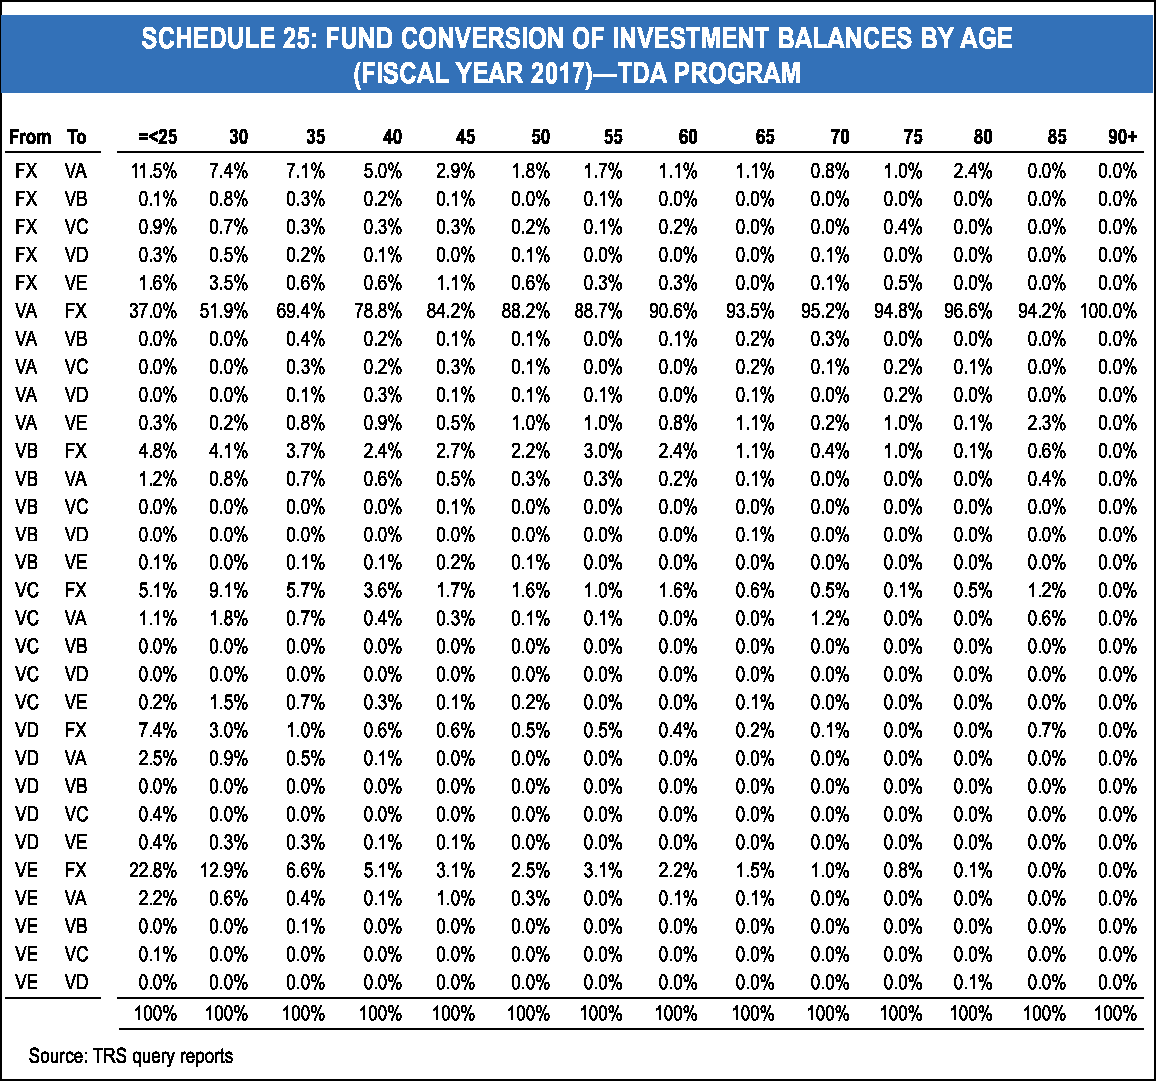 SCHEDULE 25: FUND CONVERSION OF INVESTMENT BALANCES BY AGE
(FISCAL YEAR 2017)—TDA PROGRAM
From To =<25 30 35 40 45 50 55 60 65 70 75 80 85 90+
FX VA 11.5% 7.4% 7.1% 5.0% 2.9% 1.8% 1.7% 1.1% 1.1% 0.8% 1.0% 2.4% 0.0% 0.0%
FX VB 0.1% 0.8% 0.3% 0.2% 0.1% 0.0% 0.1% 0.0% 0.0% 0.0% 0.0% 0.0% 0.0% 0.0%
FX VC 0.9% 0.7% 0.3% 0.3% 0.3% 0.2% 0.1% 0.2% 0.0% 0.0% 0.4% 0.0% 0.0% 0.0%
FX VD 0.3% 0.5% 0.2% 0.1% 0.0% 0.1% 0.0% 0.0% 0.0% 0.1% 0.0% 0.0% 0.0% 0.0%
FX VE 1.6% 3.5% 0.6% 0.6% 1.1% 0.6% 0.3% 0.3% 0.0% 0.1% 0.5% 0.0% 0.0% 0.0%
VA FX 37.0% 51.9% 69.4% 78.8% 84.2% 88.2% 88.7% 90.6% 93.5% 95.2% 94.8% 96.6% 94.2% 100.0%
VA VB 0.0% 0.0% 0.4% 0.2% 0.1% 0.1% 0.0% 0.1% 0.2% 0.3% 0.0% 0.0% 0.0% 0.0%
VA VC 0.0% 0.0% 0.3% 0.2% 0.3% 0.1% 0.0% 0.0% 0.2% 0.1% 0.2% 0.1% 0.0% 0.0%
VA VD 0.0% 0.0% 0.1% 0.3% 0.1% 0.1% 0.1% 0.0% 0.1% 0.0% 0.2% 0.0% 0.0% 0.0%
VA VE 0.3% 0.2% 0.8% 0.9% 0.5% 1.0% 1.0% 0.8% 1.1% 0.2% 1.0% 0.1% 2.3% 0.0%
VB FX 4.8% 4.1% 3.7% 2.4% 2.7% 2.2% 3.0% 2.4% 1.1% 0.4% 1.0% 0.1% 0.6% 0.0%
VB VA 1.2% 0.8% 0.7% 0.6% 0.5% 0.3% 0.3% 0.2% 0.1% 0.0% 0.0% 0.0% 0.4% 0.0%
VB VC 0.0% 0.0% 0.0% 0.0% 0.1% 0.0% 0.0% 0.0% 0.0% 0.0% 0.0% 0.0% 0.0% 0.0%
VB VD 0.0% 0.0% 0.0% 0.0% 0.0% 0.0% 0.0% 0.0% 0.1% 0.0% 0.0% 0.0% 0.0% 0.0%
VB VE 0.1% 0.0% 0.1% 0.1% 0.2% 0.1% 0.0% 0.0% 0.0% 0.0% 0.0% 0.0% 0.0% 0.0%
VC FX 5.1% 9.1% 5.7% 3.6% 1.7% 1.6% 1.0% 1.6% 0.6% 0.5% 0.1% 0.5% 1.2% 0.0%
VC VA 1.1% 1.8% 0.7% 0.4% 0.3% 0.1% 0.1% 0.0% 0.0% 1.2% 0.0% 0.0% 0.6% 0.0%
VC VB 0.0% 0.0% 0.0% 0.0% 0.0% 0.0% 0.0% 0.0% 0.0% 0.0% 0.0% 0.0% 0.0% 0.0%
VC VD 0.0% 0.0% 0.0% 0.0% 0.0% 0.0% 0.0% 0.0% 0.0% 0.0% 0.0% 0.0% 0.0% 0.0%
VC VE 0.2% 1.5% 0.7% 0.3% 0.1% 0.2% 0.0% 0.0% 0.1% 0.0% 0.0% 0.0% 0.0% 0.0%
VD FX 7.4% 3.0% 1.0% 0.6% 0.6% 0.5% 0.5% 0.4% 0.2% 0.1% 0.0% 0.0% 0.7% 0.0%
VD VA 2.5% 0.9% 0.5% 0.1% 0.0% 0.0% 0.0% 0.0% 0.0% 0.0% 0.0% 0.0% 0.0% 0.0%
VD VB 0.0% 0.0% 0.0% 0.0% 0.0% 0.0% 0.0% 0.0% 0.0% 0.0% 0.0% 0.0% 0.0% 0.0%
VD VC 0.4% 0.0% 0.0% 0.0% 0.0% 0.0% 0.0% 0.0% 0.0% 0.0% 0.0% 0.0% 0.0% 0.0%
VD VE 0.4% 0.3% 0.3% 0.1% 0.1% 0.0% 0.0% 0.0% 0.0% 0.0% 0.0% 0.0% 0.0% 0.0%
VE FX 22.8% 12.9% 6.6% 5.1% 3.1% 2.5% 3.1% 2.2% 1.5% 1.0% 0.8% 0.1% 0.0% 0.0%
VE VA 2.2% 0.6% 0.4% 0.1% 1.0% 0.3% 0.0% 0.1% 0.1% 0.0% 0.0% 0.0% 0.0% 0.0%
VE VB 0.0% 0.0% 0.1% 0.0% 0.0% 0.0% 0.0% 0.0% 0.0% 0.0% 0.0% 0.0% 0.0% 0.0%
VE VC 0.1% 0.0% 0.0% 0.0% 0.0% 0.0% 0.0% 0.0% 0.0% 0.0% 0.0% 0.0% 0.0% 0.0%
VE VD 0.0% 0.0% 0.0% 0.0% 0.0% 0.0% 0.0% 0.0% 0.0% 0.0% 0.0% 0.1% 0.0% 0.0%
100% 100% 100% 100% 100% 100% 100% 100% 100% 100% 100% 100% 100% 100%
Source: TRS query reports